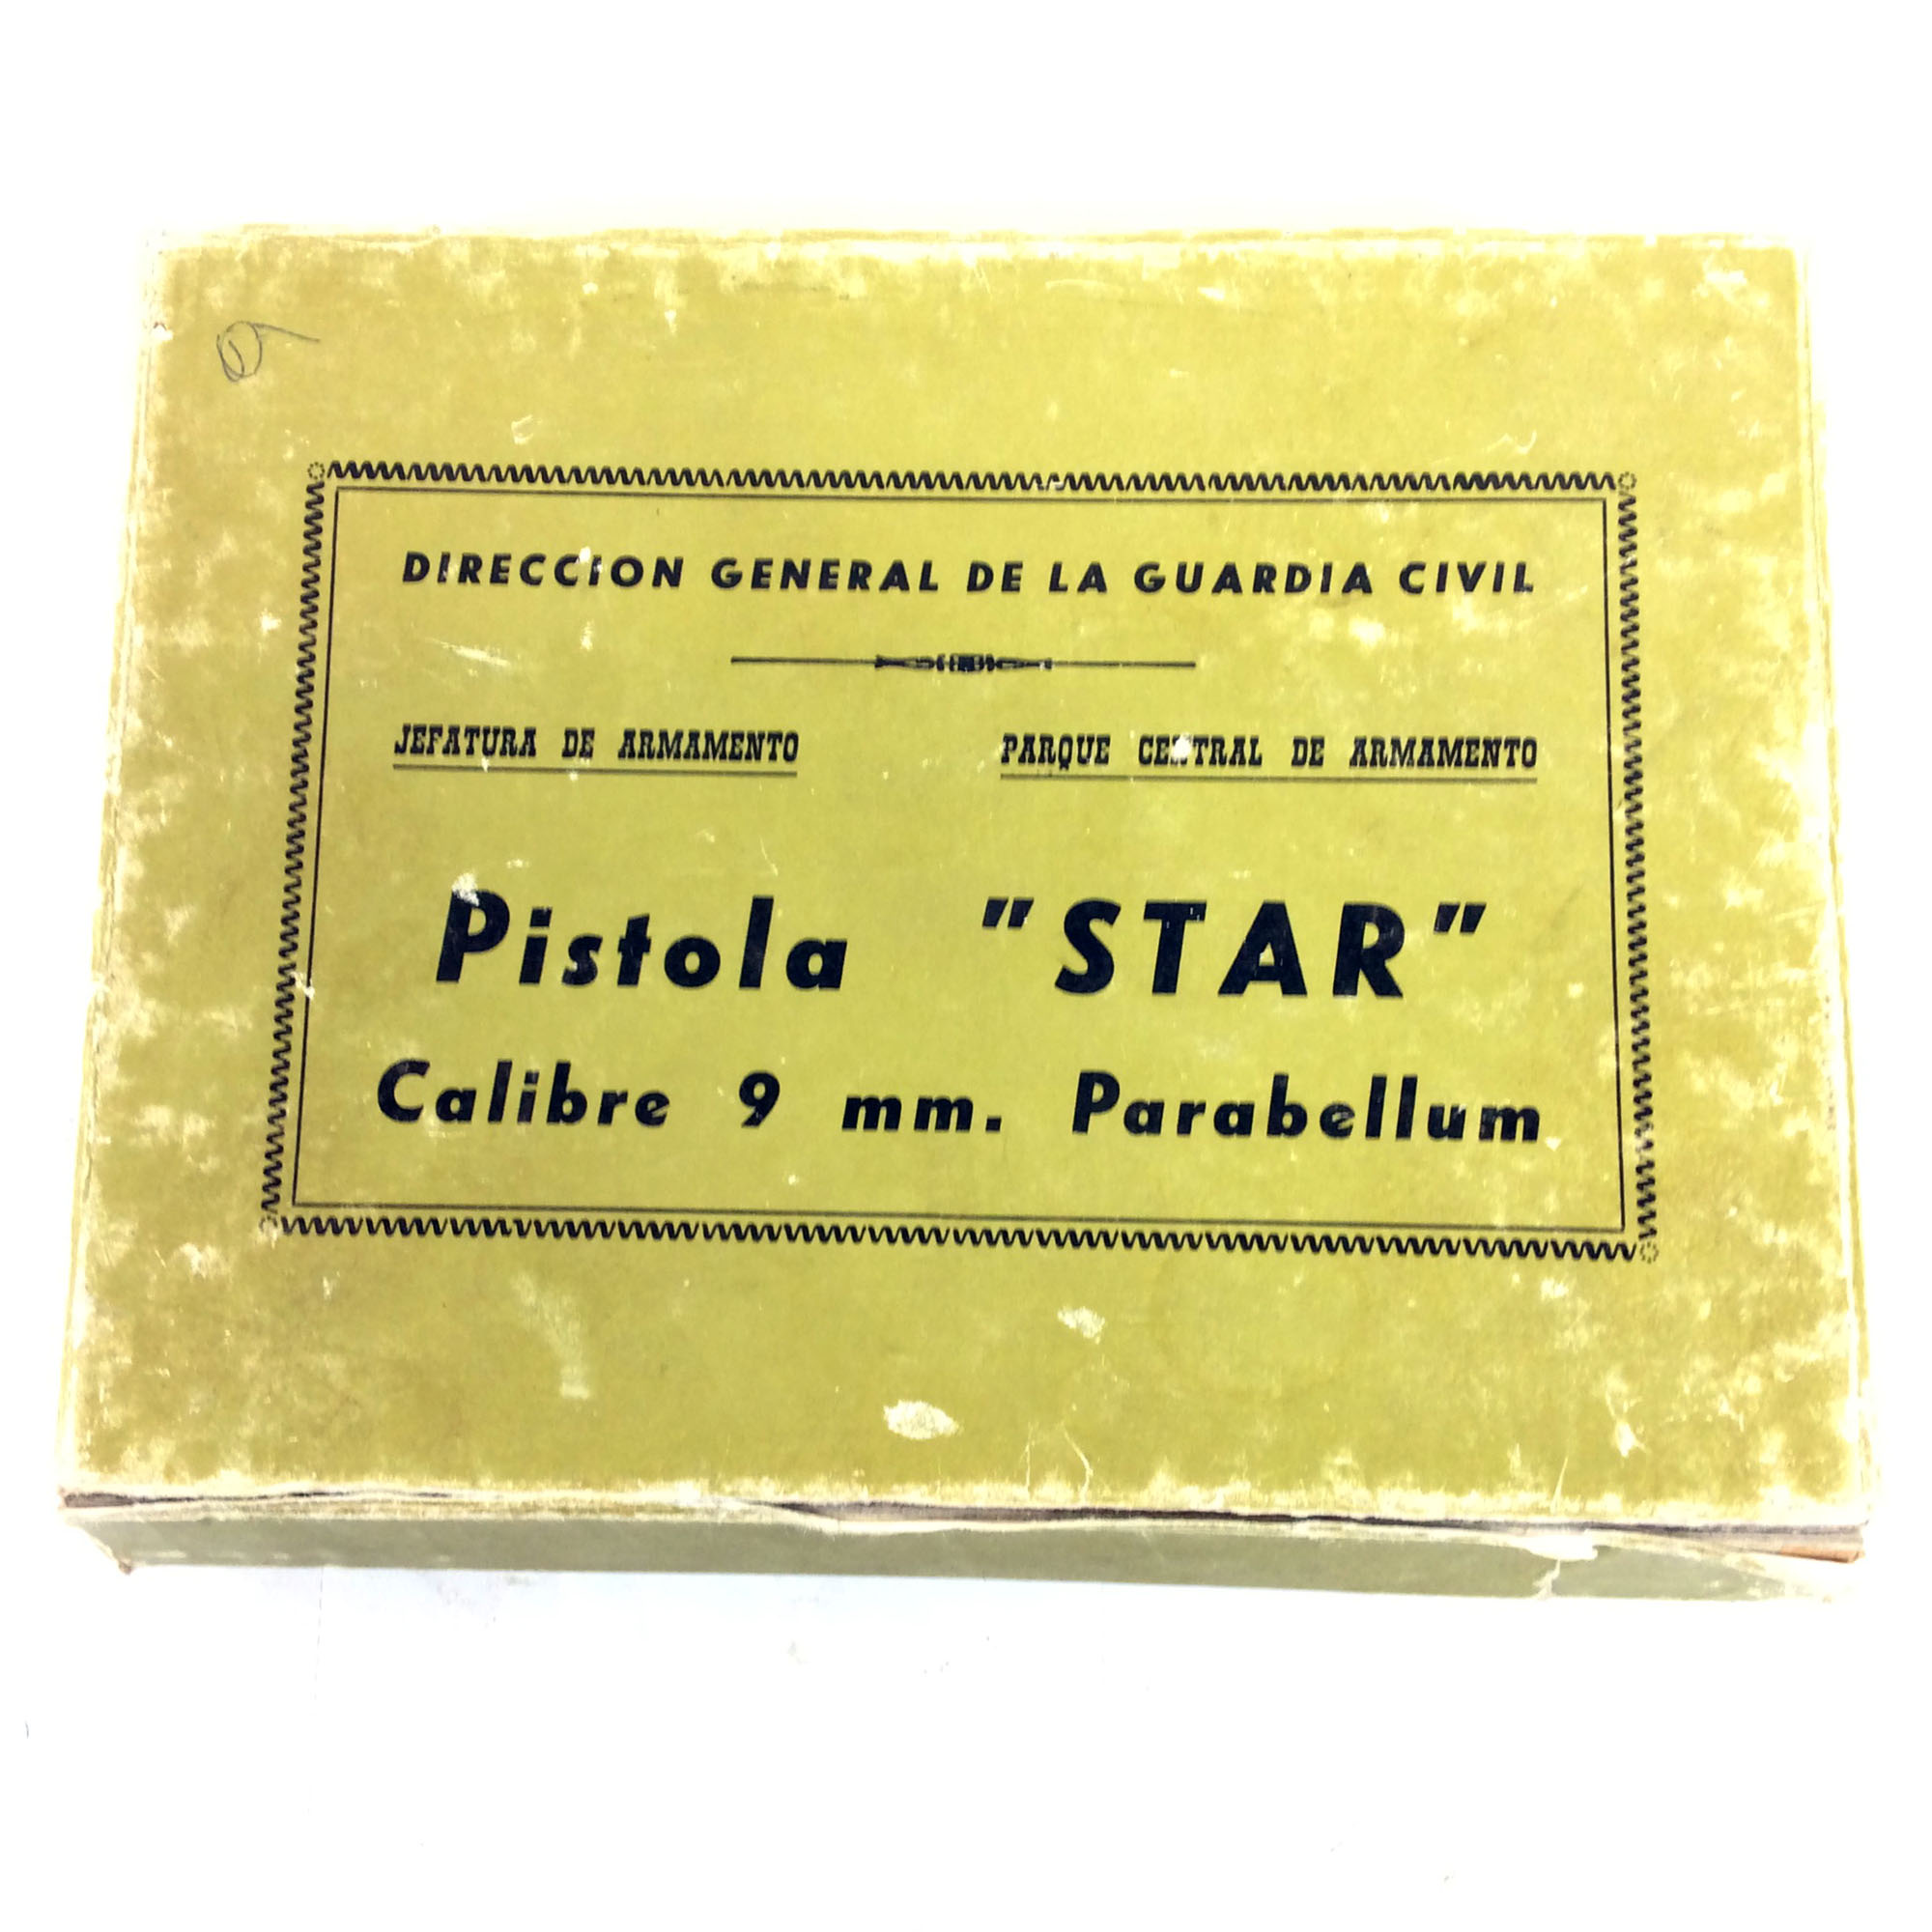 DIRECCION GENERAL DE LA GUARDIA CIVIL
JEFATURA DE ARMAMENTO PARQUE CENTRAL DE ARMAMENTO
Pistola "STAR"
Calibre 9 mm. Parabellum